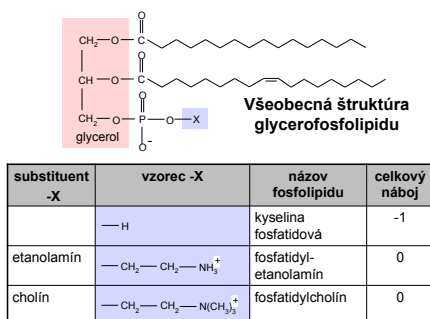 O
CH₂—O—C
O
CH—O—C
O
CH₂—O—P—O—X
glycerol
O⁻
Všeobecná štruktúra
glycerofosfolipidu
substituent -X
vzorec -X
názov fosfolipidu
celkový náboj
—H
kyselina fosfatidová
-1
etanolamín
—CH₂—CH₂—NH₃⁺
fosfatidyl-etanolamín
0
cholín
—CH₂—CH₂—N(CH₃)₃⁺
fosfatidylcholín
0